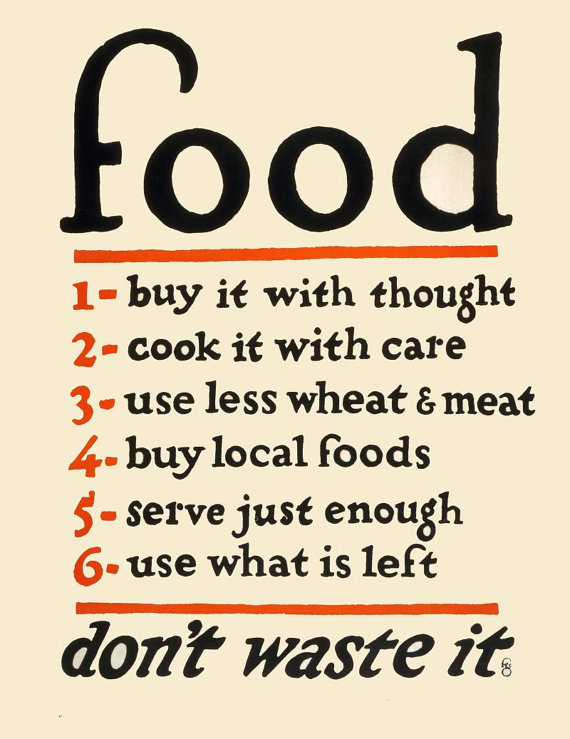 food
1- buy it with thought
2- cook it with care
3- use less wheat & meat
4- buy local foods
5- serve just enough
6- use what is left
don't waste it